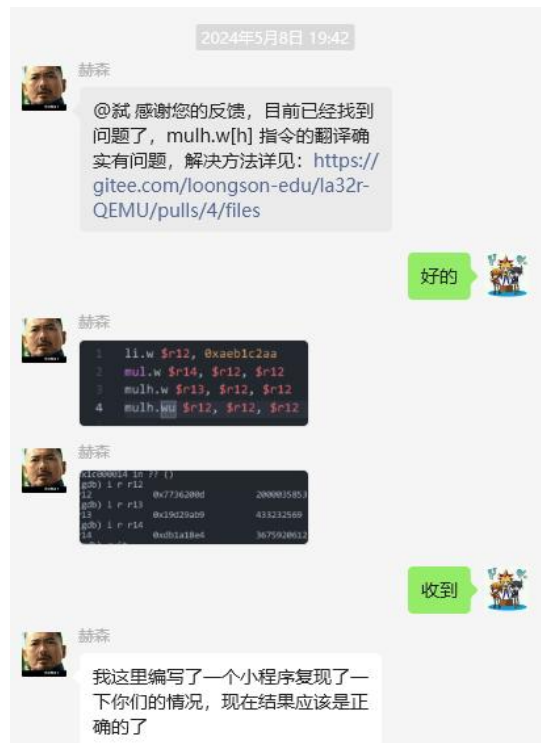 2024年5月8日 19:42
赫森
@弑 感谢您的反馈，目前已经找到
问题了，mulh.w[h] 指令的翻译确
实有问题，解决方法详见：https://
gitee.com/loongson-edu/la32r-
QEMU/pulls/4/files
好的
赫森
1 li.w $r12, 0xaeb1c2aa
2 mul.w $r14, $r12, $r12
3 mulh.w $r13, $r12, $r12
4 mulh.wu $r12, $r12, $r12
赫森
x1c000014 in ?? ()
gdb) i r r12
12 0x7736200d 2000035853
gdb) i r r13
13 0x19d29ab9 433232569
gdb) i r r14
14 0xdb1a18e4 3675920612
收到
赫森
我这里编写了一个小程序复现了一
下你们的情况，现在结果应该是正
确的了